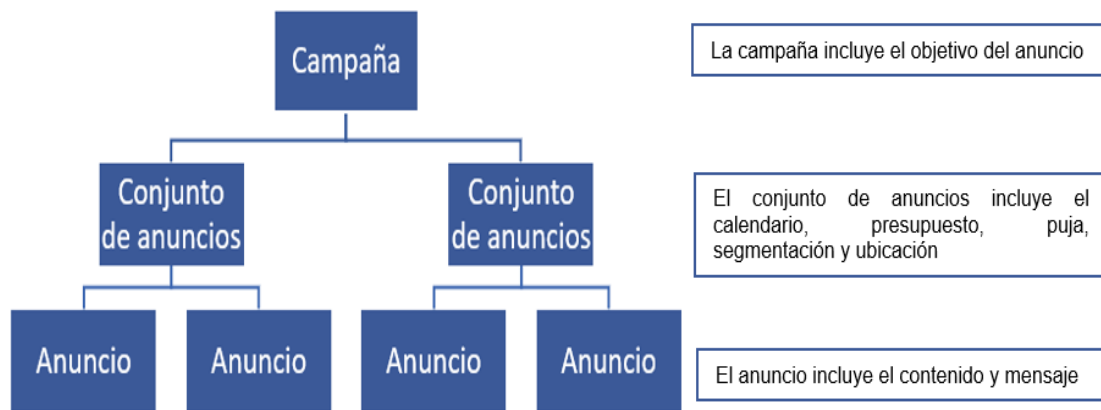 Campaña
La campaña incluye el objetivo del anuncio
Conjunto
de anuncios
Conjunto
de anuncios
El conjunto de anuncios incluye el
calendario, presupuesto, puja,
segmentación y ubicación
Anuncio
Anuncio
Anuncio
Anuncio
El anuncio incluye el contenido y mensaje